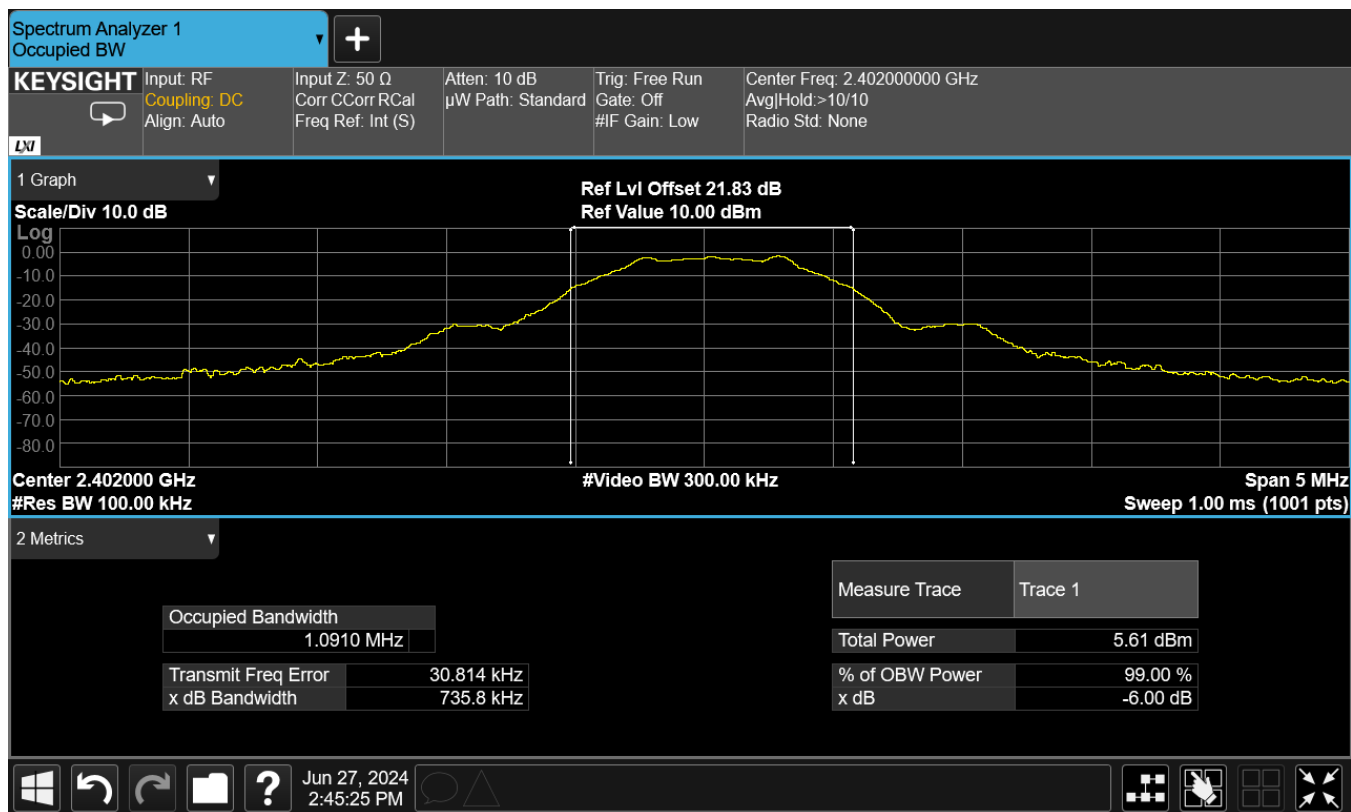 Spectrum Analyzer 1
Occupied BW
▼
+
KEYSIGHT
Input: RF
Coupling: DC
Align: Auto
Input Z: 50 Ω
Corr CCorr RCal
Freq Ref: Int (S)
Atten: 10 dB
µW Path: Standard
Trig: Free Run
Gate: Off
#IF Gain: Low
Center Freq: 2.402000000 GHz
Avg|Hold:>10/10
Radio Std: None
LXI
1 Graph ▼
Ref Lvl Offset 21.83 dB
Scale/Div 10.0 dB
Ref Value 10.00 dBm
Log
0.00
-10.0
-20.0
-30.0
-40.0
-50.0
-60.0
-70.0
-80.0
Center 2.402000 GHz
#Video BW 300.00 kHz
Span 5 MHz
#Res BW 100.00 kHz
Sweep 1.00 ms (1001 pts)
2 Metrics ▼
Measure Trace Trace 1
Occupied Bandwidth
1.0910 MHz
Total Power 5.61 dBm
Transmit Freq Error 30.814 kHz
% of OBW Power 99.00 %
x dB Bandwidth 735.8 kHz
x dB -6.00 dB
?
Jun 27, 2024
2:45:25 PM